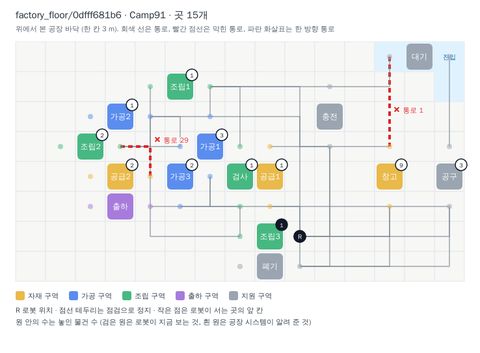 factory_floor/0dfff681b6 · Camp91 · 곳 15개
위에서 본 공장 바닥 (한 칸 3 m). 회색 선은 통로, 빨간 점선은 막힌 통로, 파란 화살표는 한 방향 통로
대기
진입
조립1
1
× 통로 1
가공2
2
충전
× 통로 29
조립2
2
가공1
3
공급2
2
가공3
2
검사
1
공급1
1
창고
9
공구
3
출하
조립3
1
R
폐기
자재 구역
가공 구역
조립 구역
출하 구역
지원 구역
R 로봇 위치 · 점선 테두리는 점검으로 정지 · 작은 점은 로봇이 서는 곳의 앞 칸
원 안의 수는 놓인 물건 수 (검은 원은 로봇이 지금 보는 것, 흰 원은 공장 시스템이 알려 준 것)